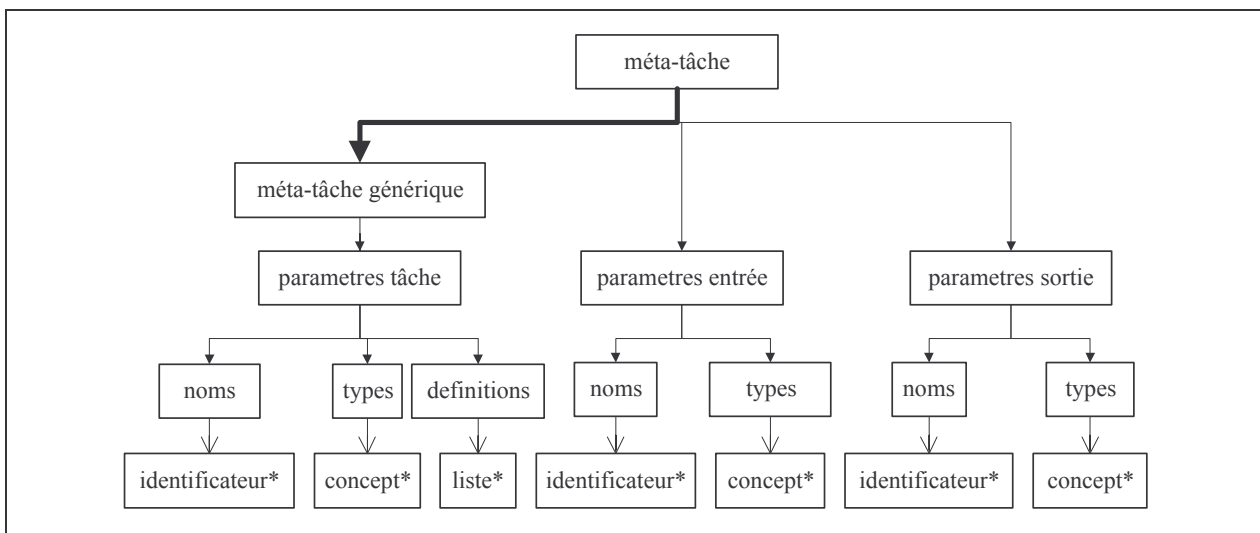 méta-tâche
méta-tâche générique
parametres tâche
parametres entrée
parametres sortie
noms
types
definitions
noms
types
noms
types
identificateur*
concept*
liste*
identificateur*
concept*
identificateur*
concept*